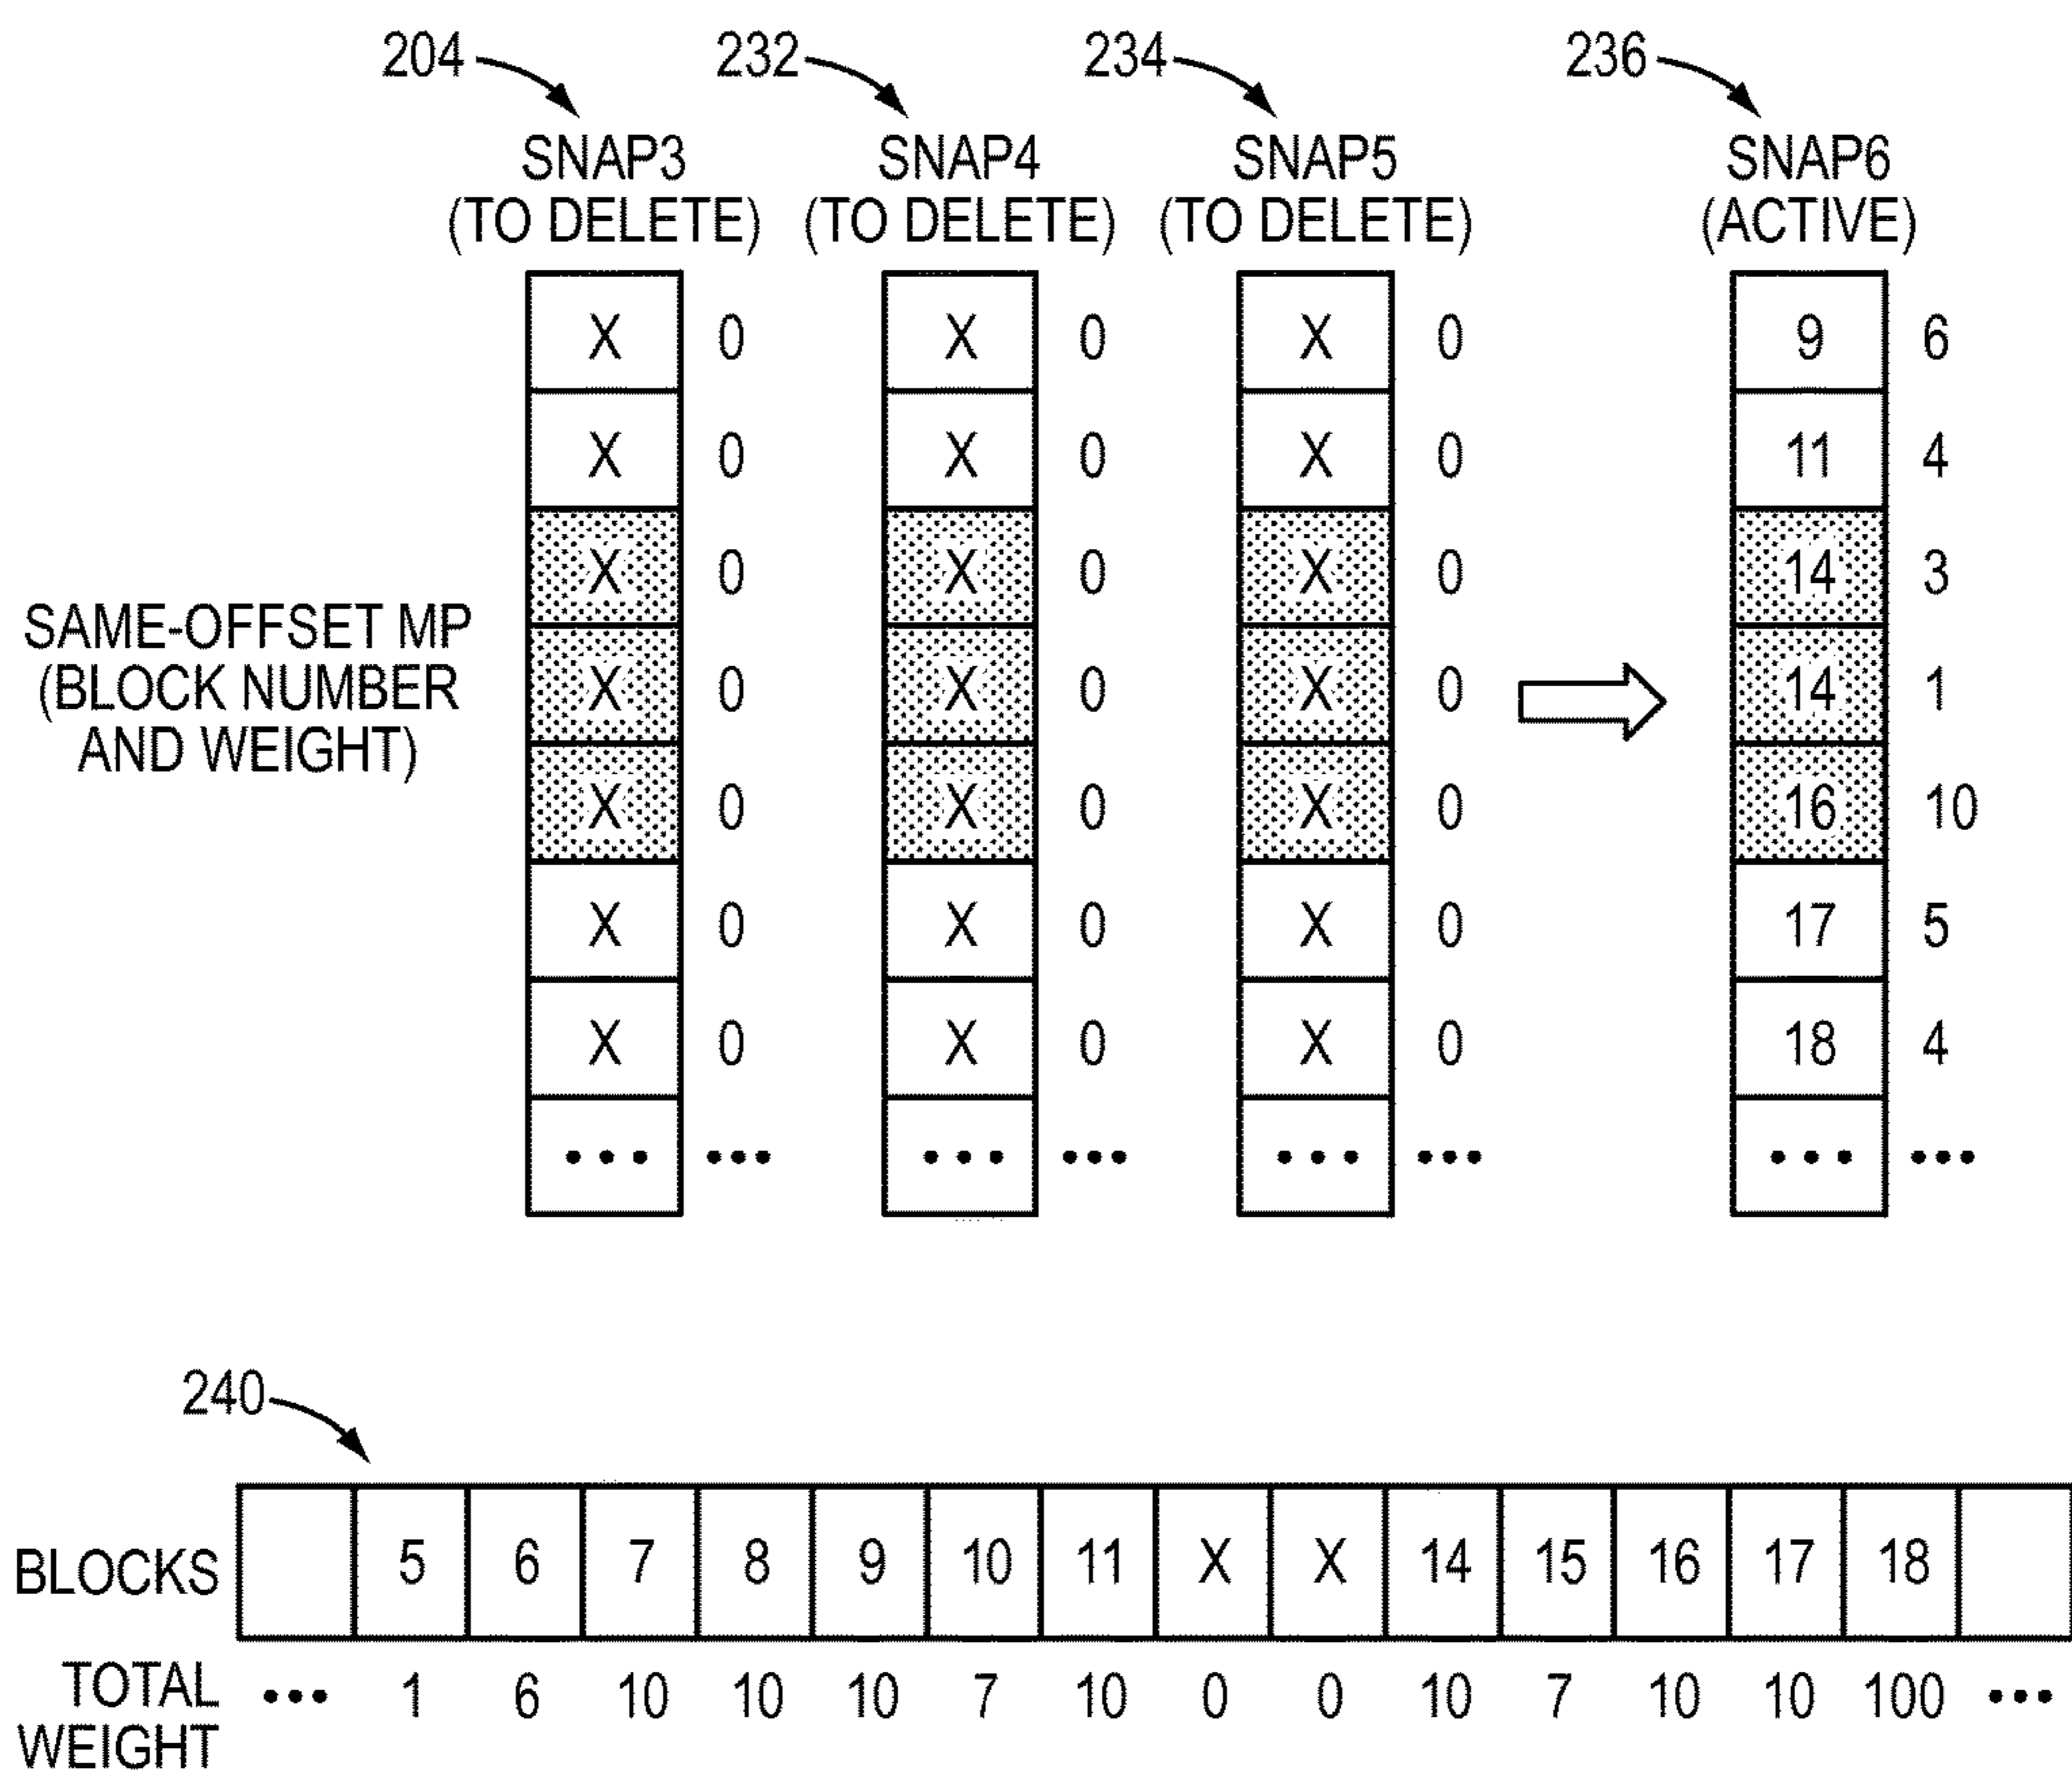 204 232 234 236
SNAP3 SNAP4 SNAP5 SNAP6
(TO DELETE) (TO DELETE) (TO DELETE) (ACTIVE)
X 0 X 0 X 0 9 6
X 0 X 0 X 0 11 4
X 0 X 0 X 0 14 3
SAME-OFFSET MP
(BLOCK NUMBER
AND WEIGHT)
X 0 X 0 X 0 14 1
X 0 X 0 X 0 16 10
X 0 X 0 X 0 17 5
X 0 X 0 X 0 18 4
••• ••• ••• ••• ••• ••• ••• •••
240
BLOCKS 5 6 7 8 9 10 11 X X 14 15 16 17 18
TOTAL
WEIGHT
••• 1 6 10 10 10 7 10 0 0 10 7 10 10 100 •••